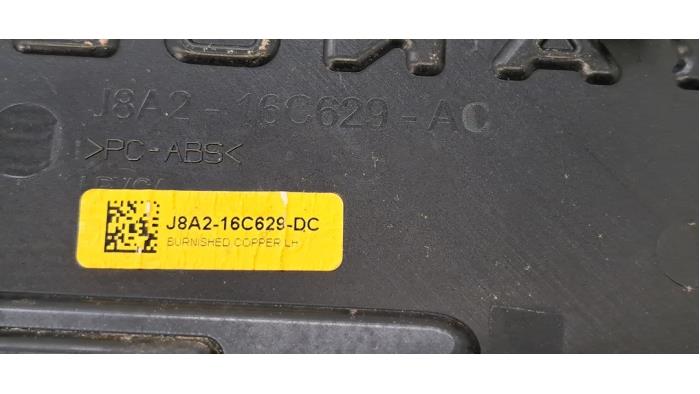 J8A2-16C629-AC
>PC-ABS<
J8A2-16C629-DC
BURNISHED COPPER LH